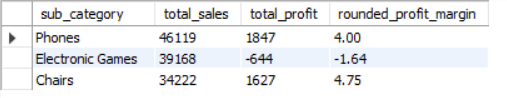 sub_category total_sales total_profit rounded_profit_margin
Phones 46119 1847 4.00
Electronic Games 39168 -644 -1.64
Chairs 34222 1627 4.75